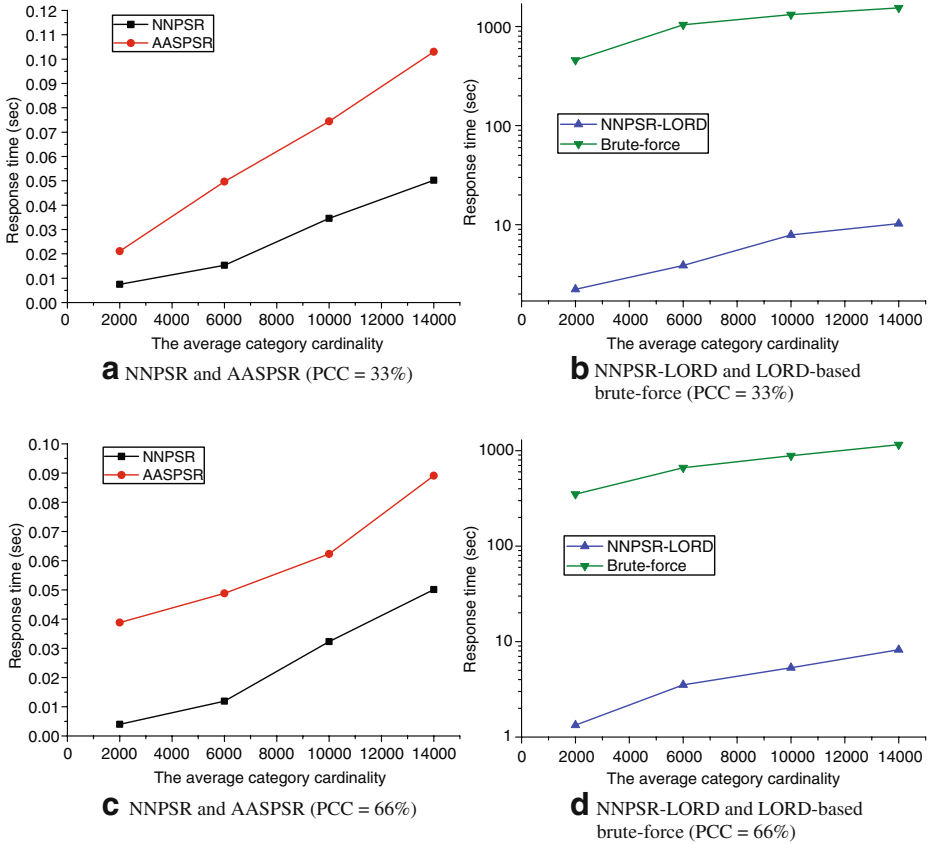 0.12
0.11
0.10
0.09
0.08
0.07
0.06
0.05
0.04
0.03
0.02
0.01
0.00
Response time (sec)
NNPSR
AASPSR
0 2000 4000 6000 8000 10000 12000 14000
The average category cardinality
a NNPSR and AASPSR (PCC = 33%)
1000
100
10
Response time (sec)
NNPSR-LORD
Brute-force
0 2000 4000 6000 8000 10000 12000 14000
The average category cardinality
b NNPSR-LORD and LORD-based
brute-force (PCC = 33%)
0.10
0.09
0.08
0.07
0.06
0.05
0.04
0.03
0.02
0.01
0.00
Response time (sec)
NNPSR
AASPSR
0 2000 4000 6000 8000 10000 12000 14000
The average category cardinality
c NNPSR and AASPSR (PCC = 66%)
1000
100
10
1
Response time (sec)
NNPSR-LORD
Brute-force
0 2000 4000 6000 8000 10000 12000 14000
The average category cardinality
d NNPSR-LORD and LORD-based
brute-force (PCC = 66%)